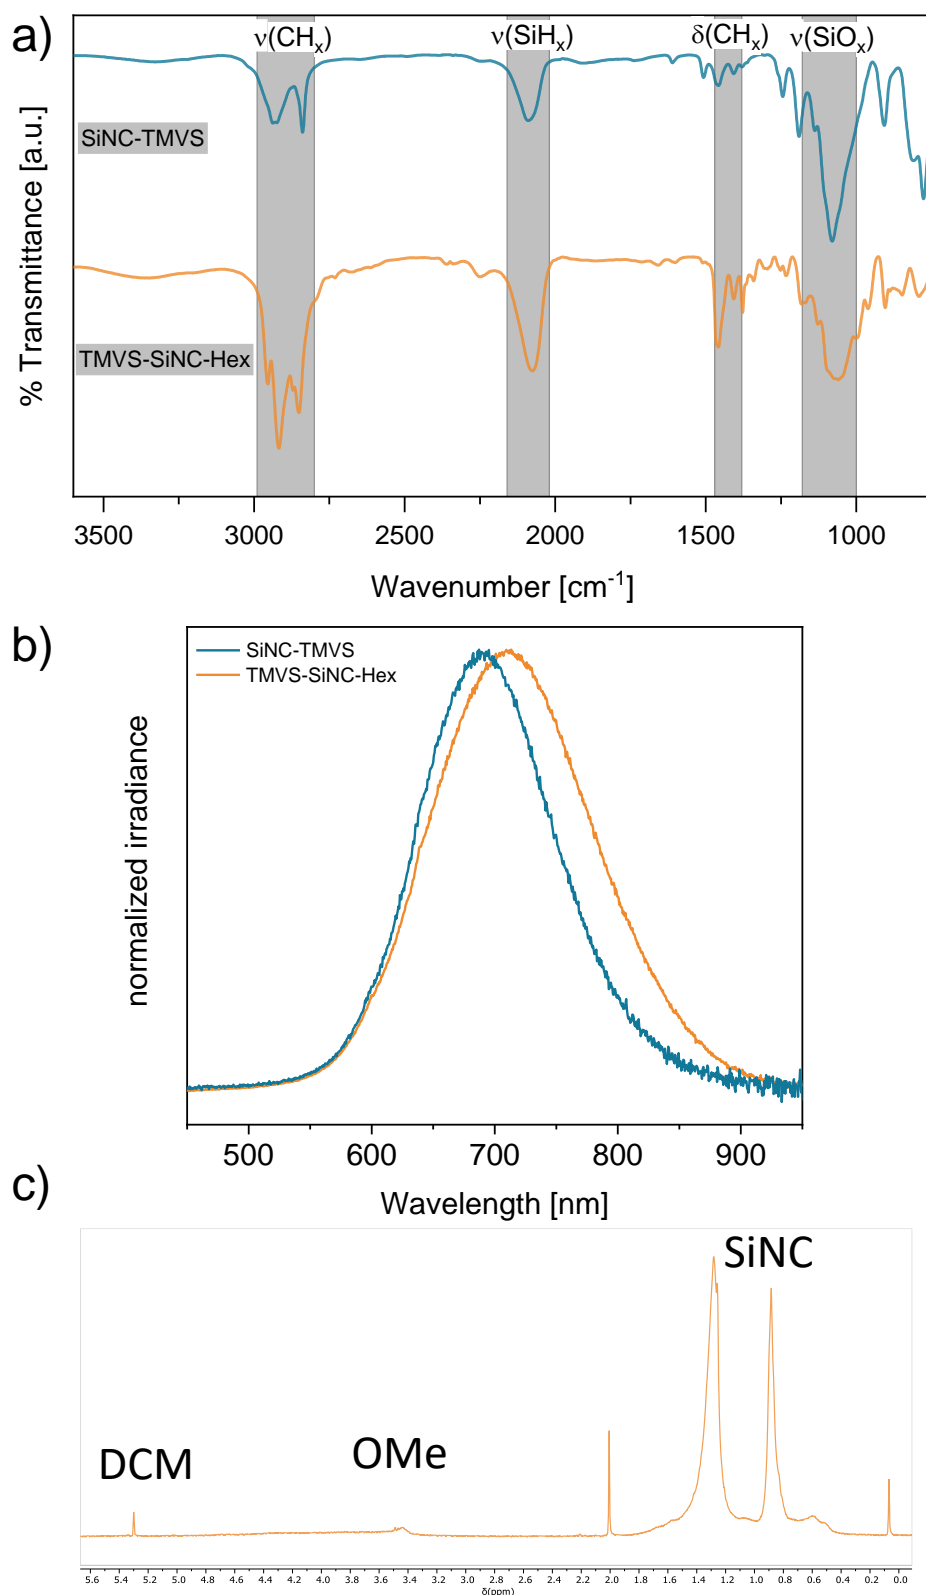 a)
ν(CHₓ) ν(SiHₓ) δ(CHₓ) ν(SiOₓ)
SiNC-TMVS
TMVS-SiNC-Hex
% Transmittance [a.u.]
3500 3000 2500 2000 1500 1000
Wavenumber [cm⁻¹]
b)
SiNC-TMVS
TMVS-SiNC-Hex
normalized irradiance
500 600 700 800 900
Wavelength [nm]
c)
SiNC
OMe
DCM
5.6 5.4 5.2 5.0 4.8 4.6 4.4 4.2 4.0 3.8 3.6 3.4 3.2 3.0 2.8 2.6 2.4 2.2 2.0 1.8 1.6 1.4 1.2 1.0 0.8 0.6 0.4 0.2 0.0
δ(ppm)